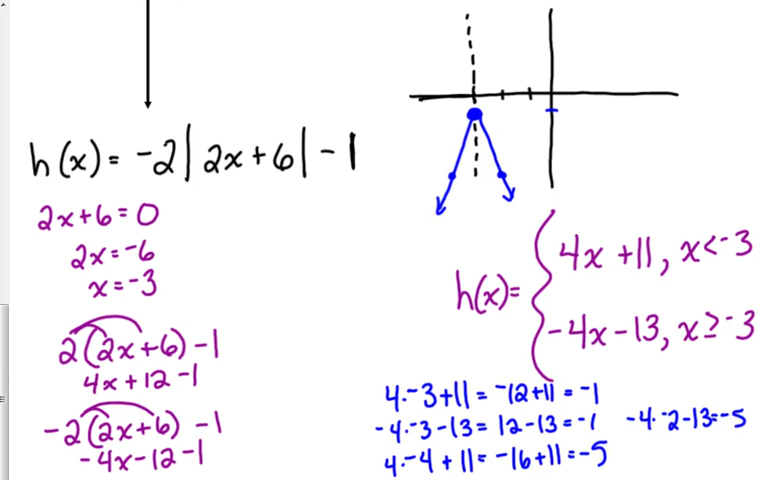 h(x) = -2|2x+6| - 1
2x+6 = 0
2x = -6
x = -3
2(2x+6) - 1
4x+12 -1
-2(2x+6) -1
-4x-12-1
h(x) = { 4x +11, x<-3
-4x-13, x≥-3
4·-3+11 = -12+11 = -1
-4·-3-13 = 12-13 = -1
-4·-2-13=-5
4·-4+11 = -16+11 = -5